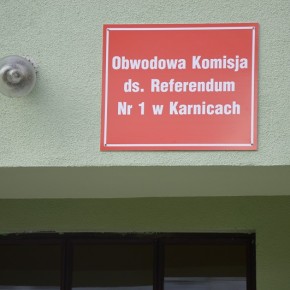 Obwodowa Komisja
ds. Referendum
Nr 1 w Karnicach